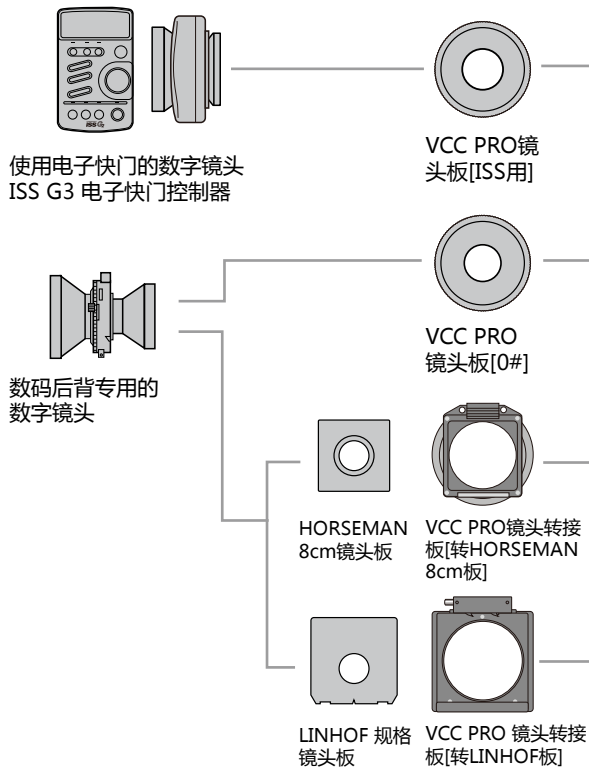 ISS G3
VCC PRO镜
头板[ISS用]
使用电子快门的数字镜头
ISS G3 电子快门控制器
VCC PRO
镜头板[0#]
数码后背专用的
数字镜头
HORSEMAN
8cm镜头板
VCC PRO镜头转接
板[转HORSEMAN
8cm板]
LINHOF 规格
镜头板
VCC PRO 镜头转接
板[转LINHOF板]